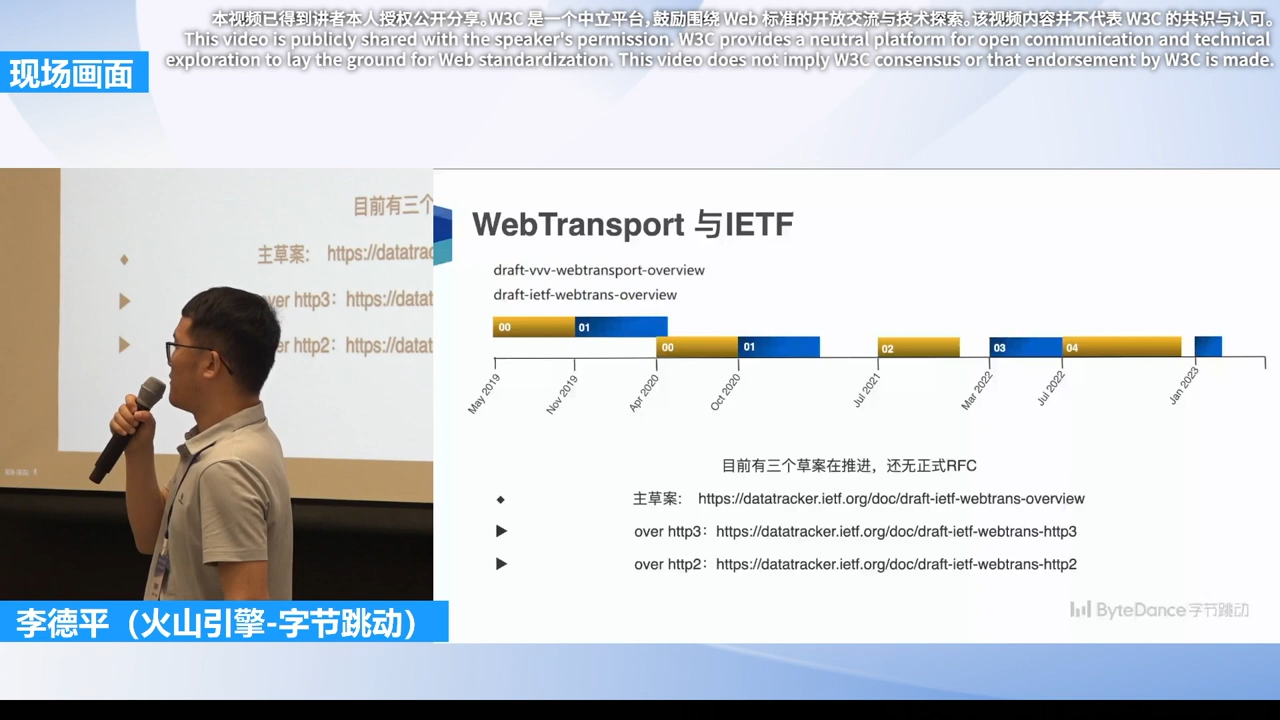 本视频已得到讲者本人授权公开分享。W3C 是一个中立平台，鼓励围绕 Web 标准的开放交流与技术探索。该视频内容并不代表 W3C 的共识与认可。
This video is publicly shared with the speaker's permission. W3C provides a neutral platform for open communication and technical
exploration to lay the ground for Web standardization. This video does not imply W3C consensus or that endorsement by W3C is made.
现场画面
目前有三个
主草案： https://datatrac
over http3：https://datat
er http2：https://datat
WebTransport 与IETF
draft-vvv-webtransport-overview
draft-ietf-webtrans-overview
00 01
00 01 02 03 04
May 2019 Nov 2019 Apr 2020 Oct 2020 Jul 2021 Mar 2022 Jul 2022 Jan 2023
目前有三个草案在推进，还无正式RFC
主草案： https://datatracker.ietf.org/doc/draft-ietf-webtrans-overview
over http3：https://datatracker.ietf.org/doc/draft-ietf-webtrans-http3
over http2：https://datatracker.ietf.org/doc/draft-ietf-webtrans-http2
ByteDance字节跳动
李德平（火山引擎-字节跳动）